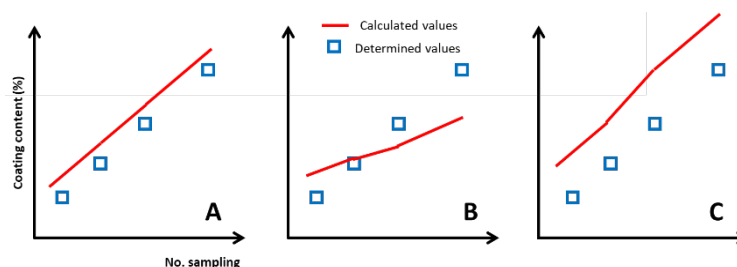 Calculated values
Determined values
Coating content (%)
A
B
C
No. sampling